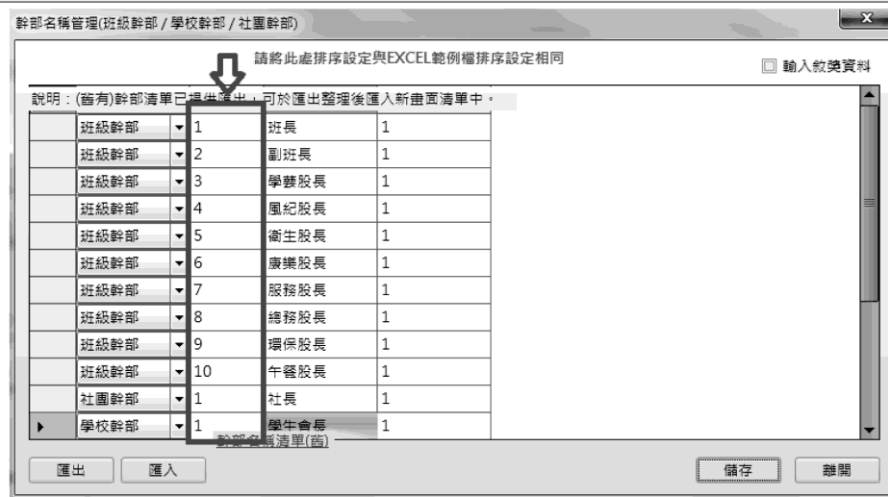 幹部名稱管理(班級幹部 / 學校幹部 / 社團幹部)
請將此處排序設定與EXCEL範例檔排序設定相同
輸入敘獎資料
說明：(舊有)幹部清單已提供匯出，可於匯出整理後匯入新畫面清單中。
班級幹部 1 班長 1
班級幹部 2 副班長 1
班級幹部 3 學藝股長 1
班級幹部 4 風紀股長 1
班級幹部 5 衛生股長 1
班級幹部 6 康樂股長 1
班級幹部 7 服務股長 1
班級幹部 8 總務股長 1
班級幹部 9 環保股長 1
班級幹部 10 午餐股長 1
社團幹部 1 社長 1
學校幹部 1 學生會長 1
幹部名稱清單(舊)
匯出 匯入 儲存 離開